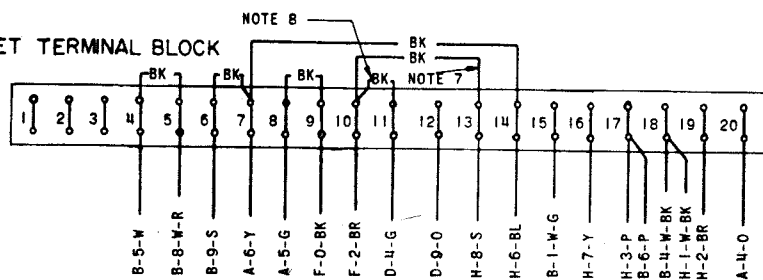 NOTE 8
ET TERMINAL BLOCK
BK
BK
BK BK BK BK NOTE 7
1 2 3 4 5 6 7 8 9 10 11 12 13 14 15 16 17 18 19 20
B-5-W
B-8-W-R
B-9-S
A-6-Y
A-5-G
F-0-BK
F-2-BR
D-4-G
D-9-O
H-8-S
H-6-BL
B-1-W-G
H-7-Y
H-3-P
B-6-P
B-4-W-BK
H-1-W-BK
H-2-BR
A-4-O